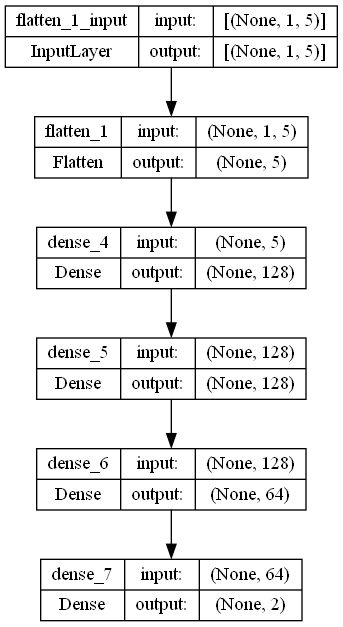 flatten_1_input input: [(None, 1, 5)]
InputLayer output: [(None, 1, 5)]
flatten_1 input: (None, 1, 5)
Flatten output: (None, 5)
dense_4 input: (None, 5)
Dense output: (None, 128)
dense_5 input: (None, 128)
Dense output: (None, 128)
dense_6 input: (None, 128)
Dense output: (None, 64)
dense_7 input: (None, 64)
Dense output: (None, 2)